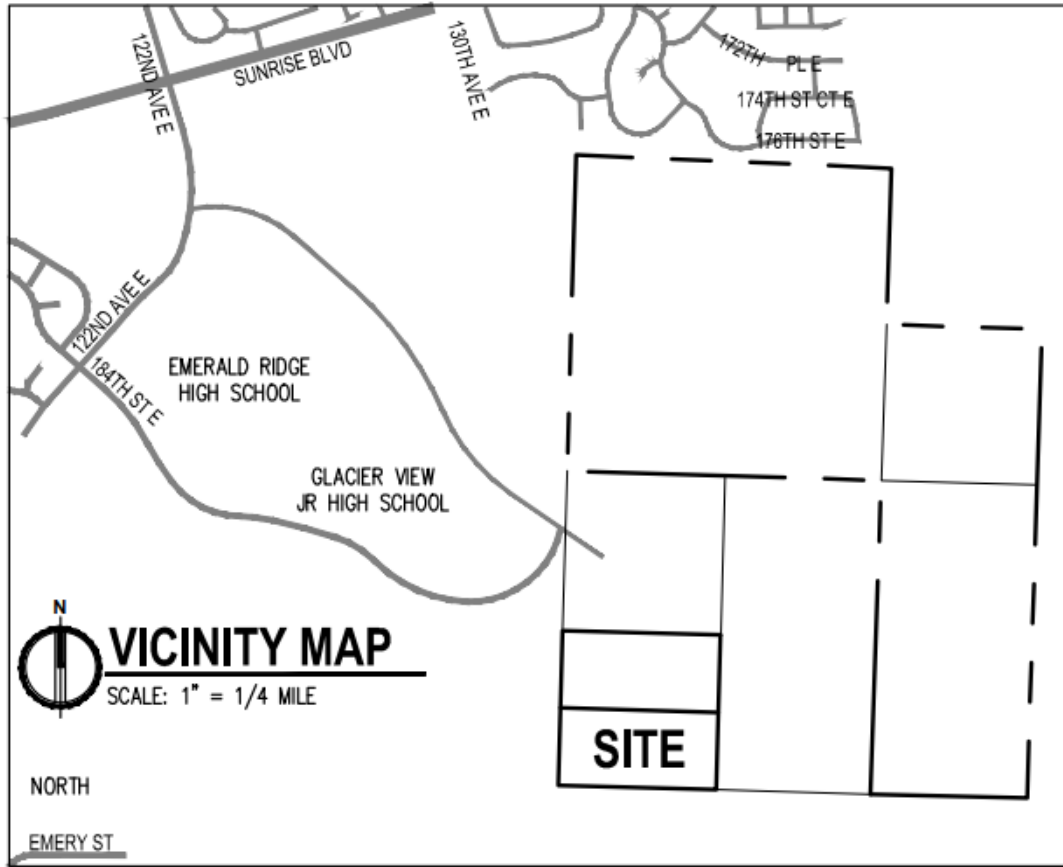 122ND AVE E
SUNRISE BLVD
130TH AVE E
172TH PL E
174TH ST CT E
176TH ST E
122ND AVE E
184TH ST E
EMERALD RIDGE
HIGH SCHOOL
GLACIER VIEW
JR HIGH SCHOOL
N
VICINITY MAP
SCALE: 1" = 1/4 MILE
SITE
NORTH
EMERY ST